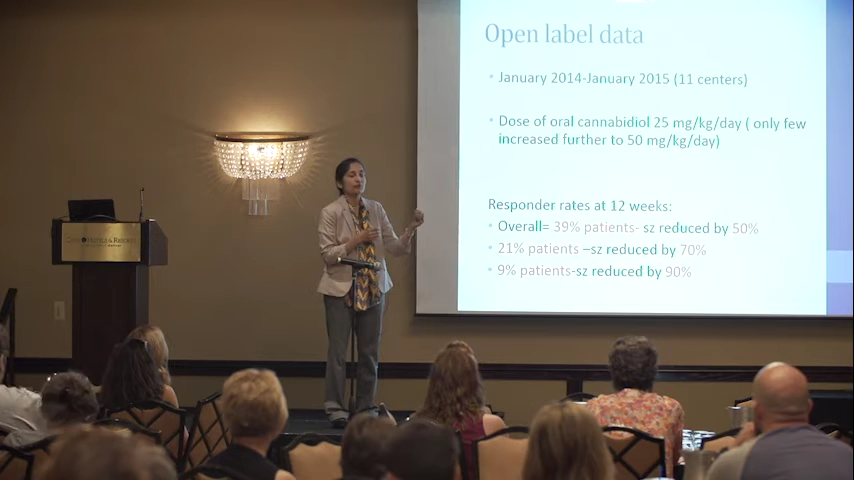 Open label data
• January 2014-January 2015 (11 centers)
• Dose of oral cannabidiol 25 mg/kg/day ( only few
increased further to 50 mg/kg/day)
Responder rates at 12 weeks:
• Overall= 39% patients- sz reduced by 50%
• 21% patients –sz reduced by 70%
• 9% patients-sz reduced by 90%